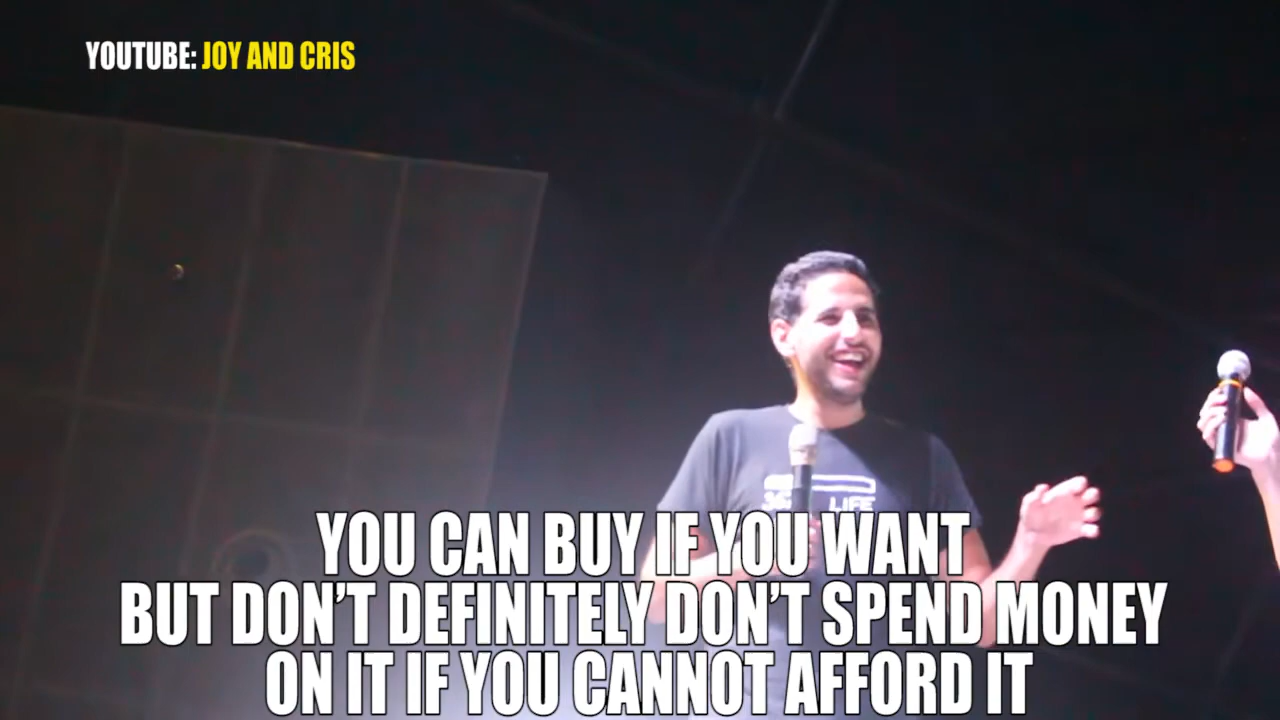 YOUTUBE: JOY AND CRIS
LIFE
YOU CAN BUY IF YOU WANT
BUT DON'T DEFINITELY DON'T SPEND MONEY
ON IT IF YOU CANNOT AFFORD IT